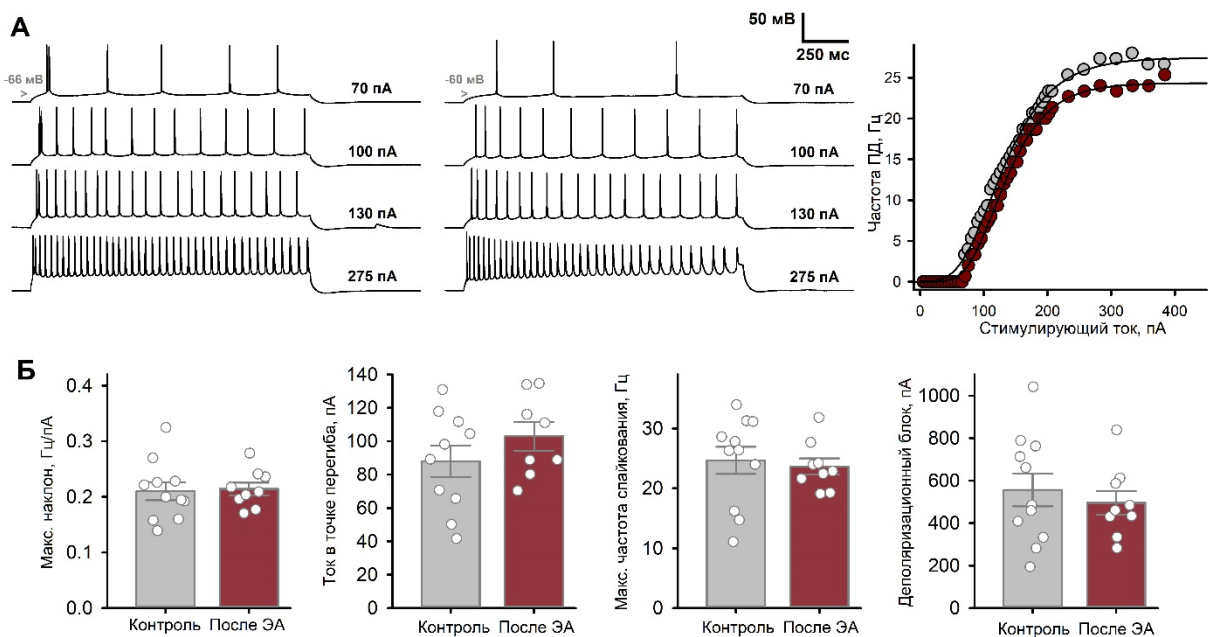 А
50 мВ
250 мс
-66 мВ
>
70 пА
100 пА
130 пА
275 пА
-60 мВ
>
70 пА
100 пА
130 пА
275 пА
Частота ПД, Гц
25
20
15
10
5
0
100
200
300
400
Стимулирующий ток, пА
Б
Макс. наклон, Гц/пА
0.4
0.3
0.2
0.1
0.0
Контроль
После ЭА
Ток в точке перегиба, пА
140
120
100
80
60
40
20
0
Контроль
После ЭА
Макс. частота спайкования, Гц
30
20
10
0
Контроль
После ЭА
Деполяризационный блок, пА
1000
800
600
400
200
0
Контроль
После ЭА